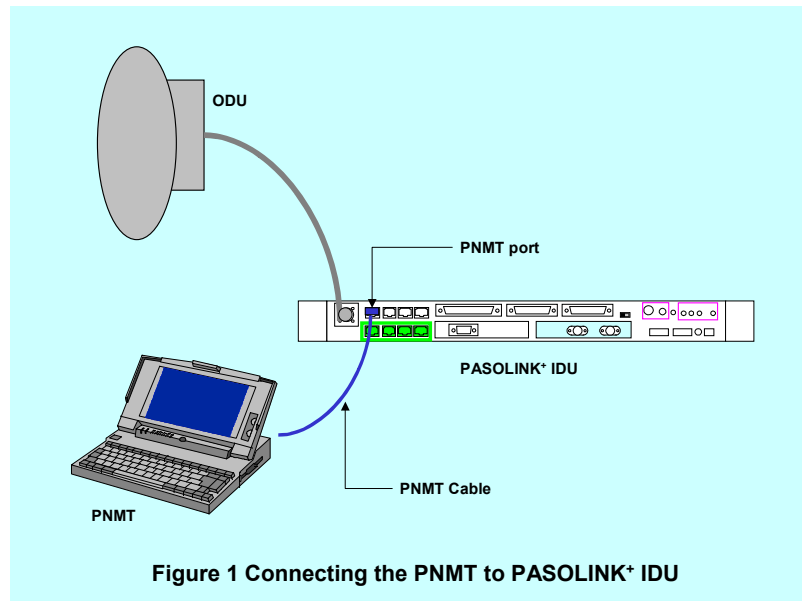 ODU
PNMT port
PASOLINK⁺ IDU
PNMT Cable
PNMT
Figure 1 Connecting the PNMT to PASOLINK⁺ IDU